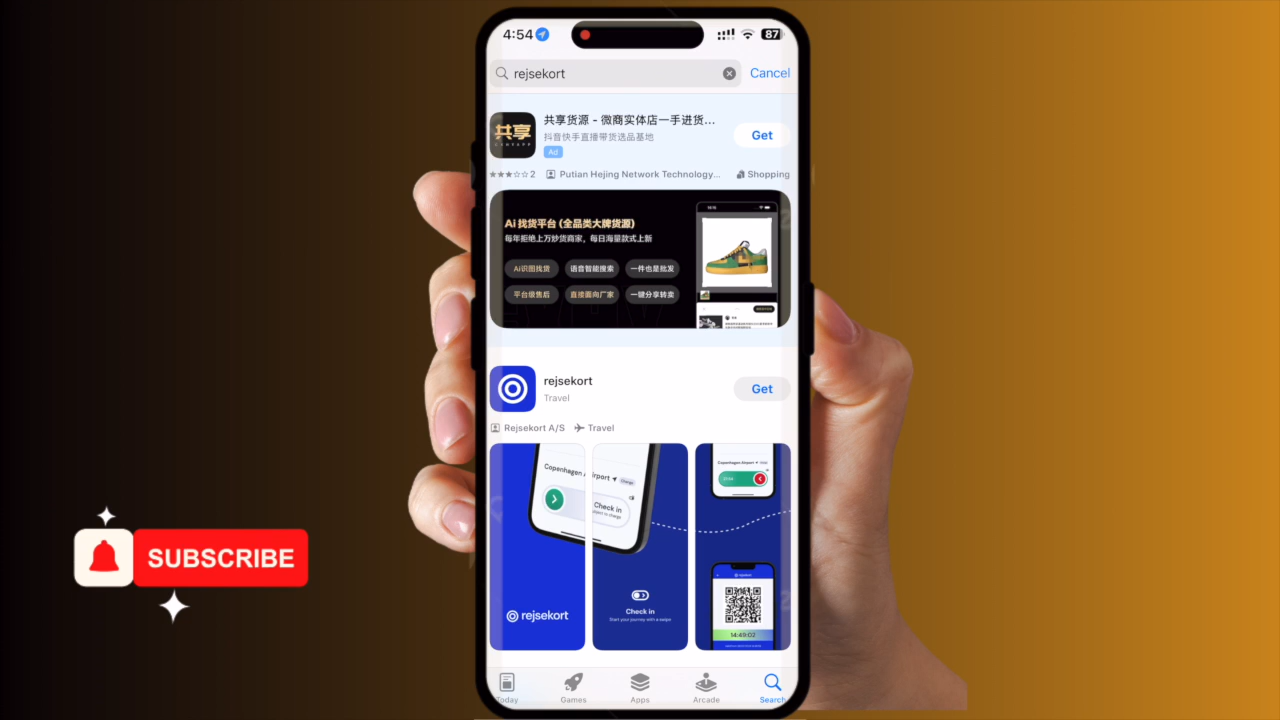 4:54
87
rejsekort
Cancel
共享
共享货源 - 微商实体店一手进货...
抖音快手直播带货选品基地
Ad
Get
2
Putian Hejing Network Technology...
Shopping
Ai 找货平台 (全品类大牌货源)
每年拒绝上万炒货商家，每日海量款式上新
Ai识图找货
语音智能搜索
一件也是批发
平台级售后
直接面向厂家
一键分享转卖
rejsekort
Travel
Get
Rejsekort A/S
Travel
Copenhagen Airport
Change
Check in
Copenhagen Airport
rejsekort
Check in
Start your journey with a swipe
rejsekort
14:49:02
SUBSCRIBE
Today
Games
Apps
Arcade
Search